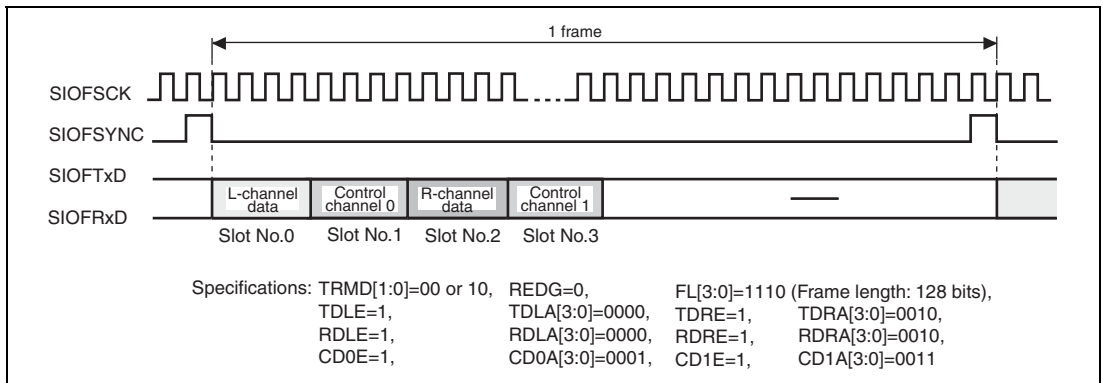 1 frame
SIOFSCK
SIOFSYNC
SIOFTxD
SIOFRxD
L-channel data
Control channel 0
R-channel data
Control channel 1
Slot No.0 Slot No.1 Slot No.2 Slot No.3
Specifications: TRMD[1:0]=00 or 10, REDG=0, FL[3:0]=1110 (Frame length: 128 bits),
TDLE=1, TDLA[3:0]=0000, TDRE=1, TDRA[3:0]=0010,
RDLE=1, RDLA[3:0]=0000, RDRE=1, RDRA[3:0]=0010,
CD0E=1, CD0A[3:0]=0001, CD1E=1, CD1A[3:0]=0011